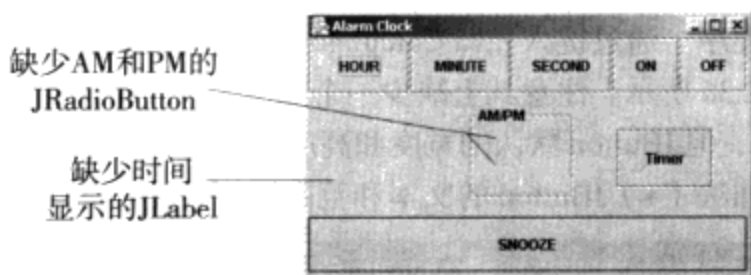 缺少AM和PM的
JRadioButton
缺少时间
显示的JLabel
Alarm Clock
HOUR MINUTE SECOND ON OFF
AM/PM
Timer
SNOOZE